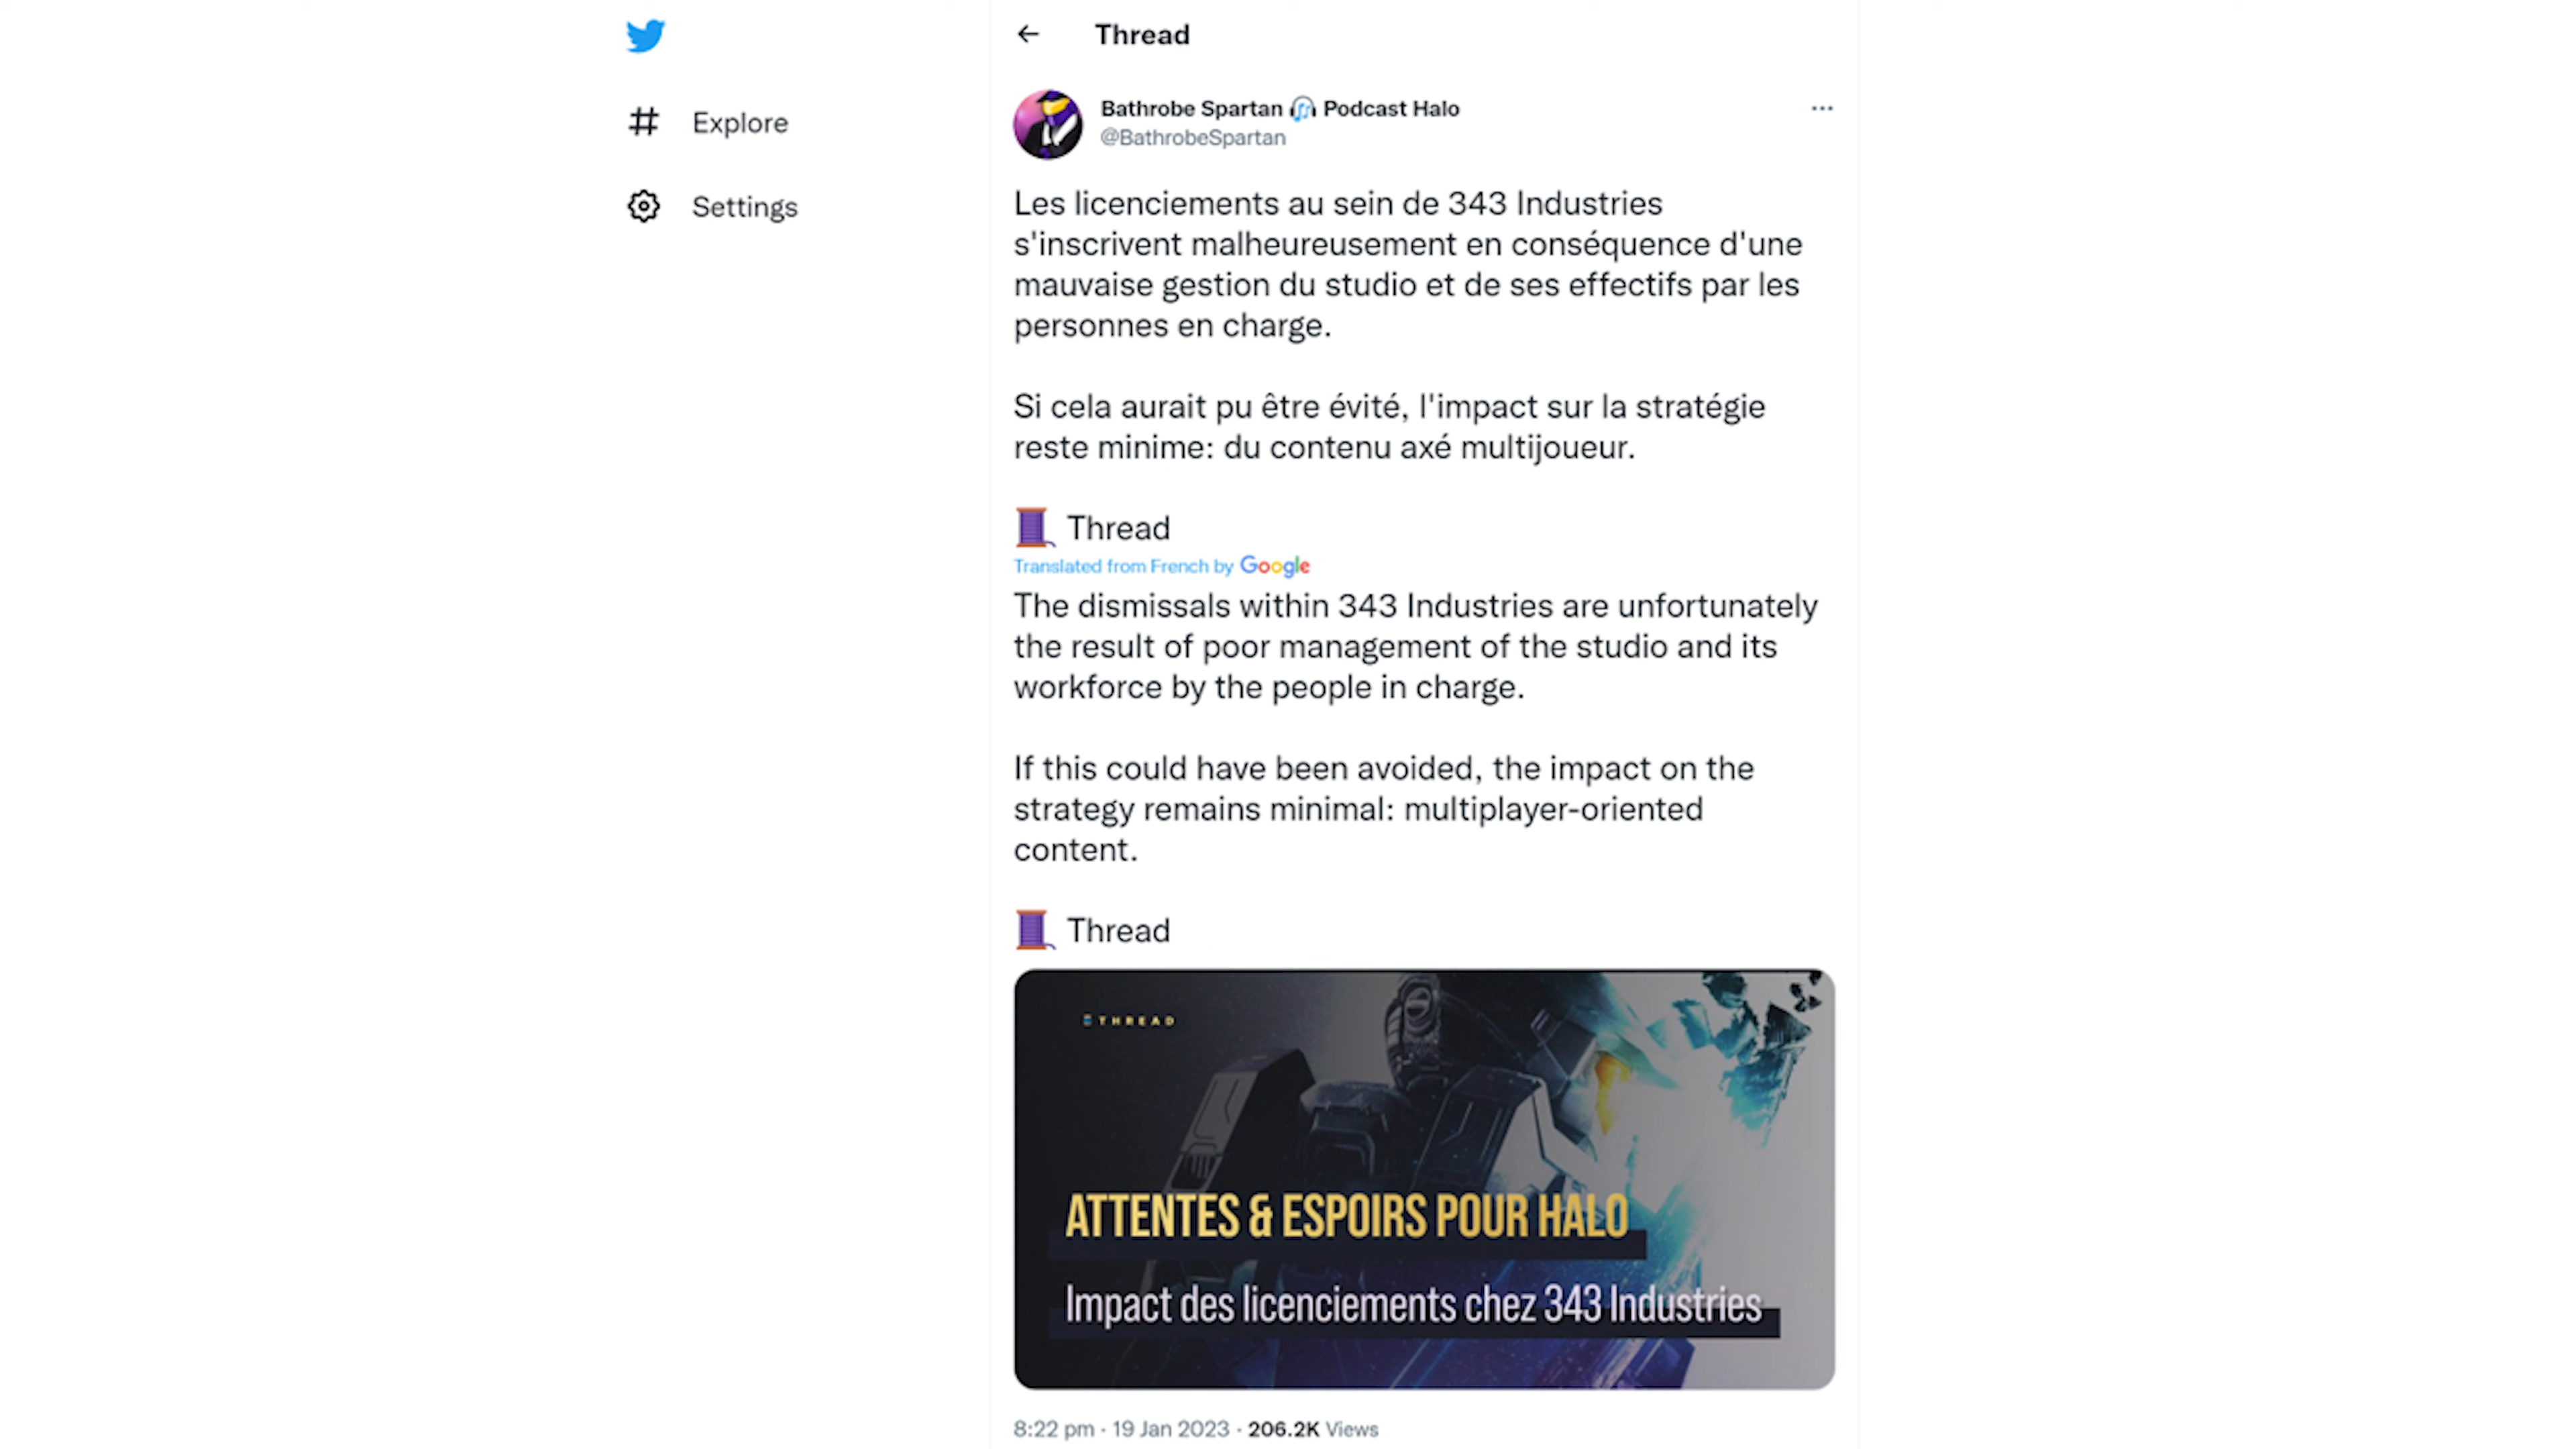 Thread
Explore
Settings
Bathrobe Spartan 🎧 Podcast Halo
@BathrobeSpartan
Les licenciements au sein de 343 Industries
s'inscrivent malheureusement en conséquence d'une
mauvaise gestion du studio et de ses effectifs par les
personnes en charge.
Si cela aurait pu être évité, l'impact sur la stratégie
reste minime: du contenu axé multijoueur.
🧵 Thread
Translated from French by Google
The dismissals within 343 Industries are unfortunately
the result of poor management of the studio and its
workforce by the people in charge.
If this could have been avoided, the impact on the
strategy remains minimal: multiplayer-oriented
content.
🧵 Thread
THREAD
ATTENTES & ESPOIRS POUR HALO
Impact des licenciements chez 343 Industries
8:22 pm · 19 Jan 2023 · 206.2K Views